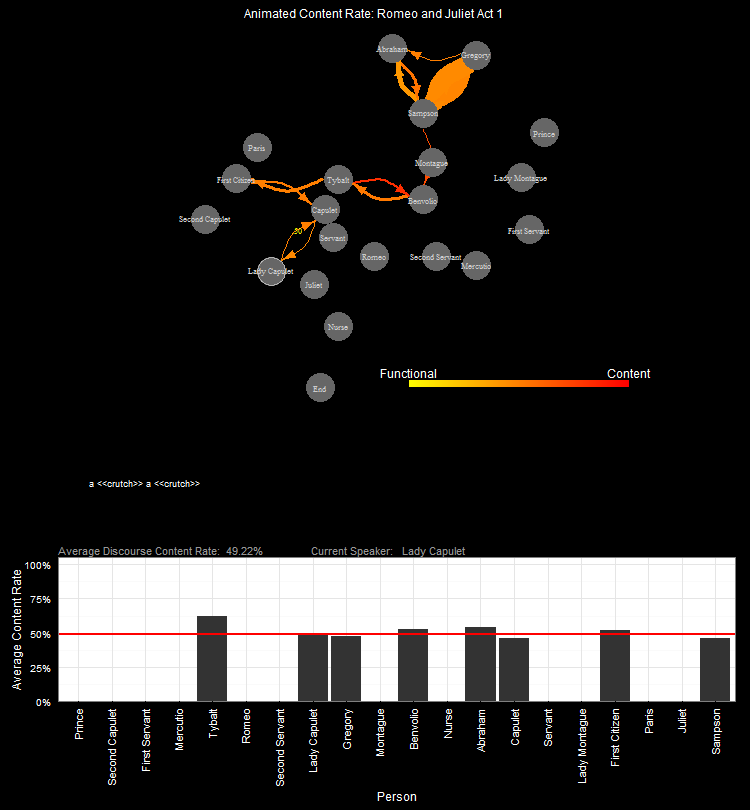 Animated Content Rate: Romeo and Juliet Act 1
Abraham
Gregory
Sampson
Prince
Paris
Montague
First Citizen
Tybalt
Lady Montague
Benvolio
Capulet
Second Capulet
50
First Servant
Servant
Romeo
Second Servant
Mercutio
Lady Capulet
Juliet
Nurse
End
Functional Content
a <<crutch>> a <<crutch>>
Average Discourse Content Rate: 49.22% Current Speaker: Lady Capulet
Average Content Rate
100%
75%
50%
25%
0%
Prince
Second Capulet
First Servant
Mercutio
Tybalt
Romeo
Second Servant
Lady Capulet
Gregory
Montague
Benvolio
Nurse
Abraham
Capulet
Servant
Lady Montague
First Citizen
Paris
Juliet
Sampson
Person